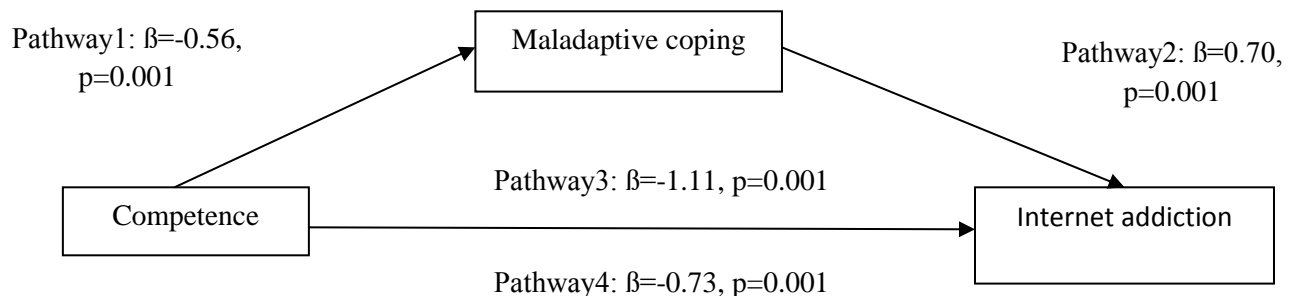 Pathway1: ß=-0.56,
p=0.001
Maladaptive coping
Pathway2: ß=0.70,
p=0.001
Pathway3: ß=-1.11, p=0.001
Competence
Internet addiction
Pathway4: ß=-0.73, p=0.001